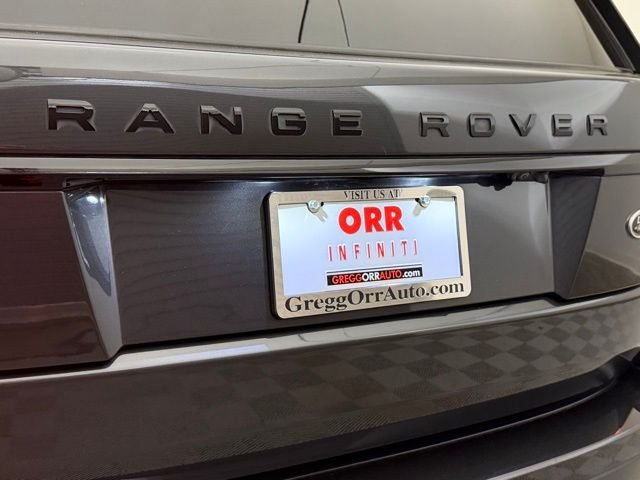 RANGE ROVER
VISIT US AT
ORR
INFINITI
GREGGORRAUTO.com
GreggOrrAuto.com